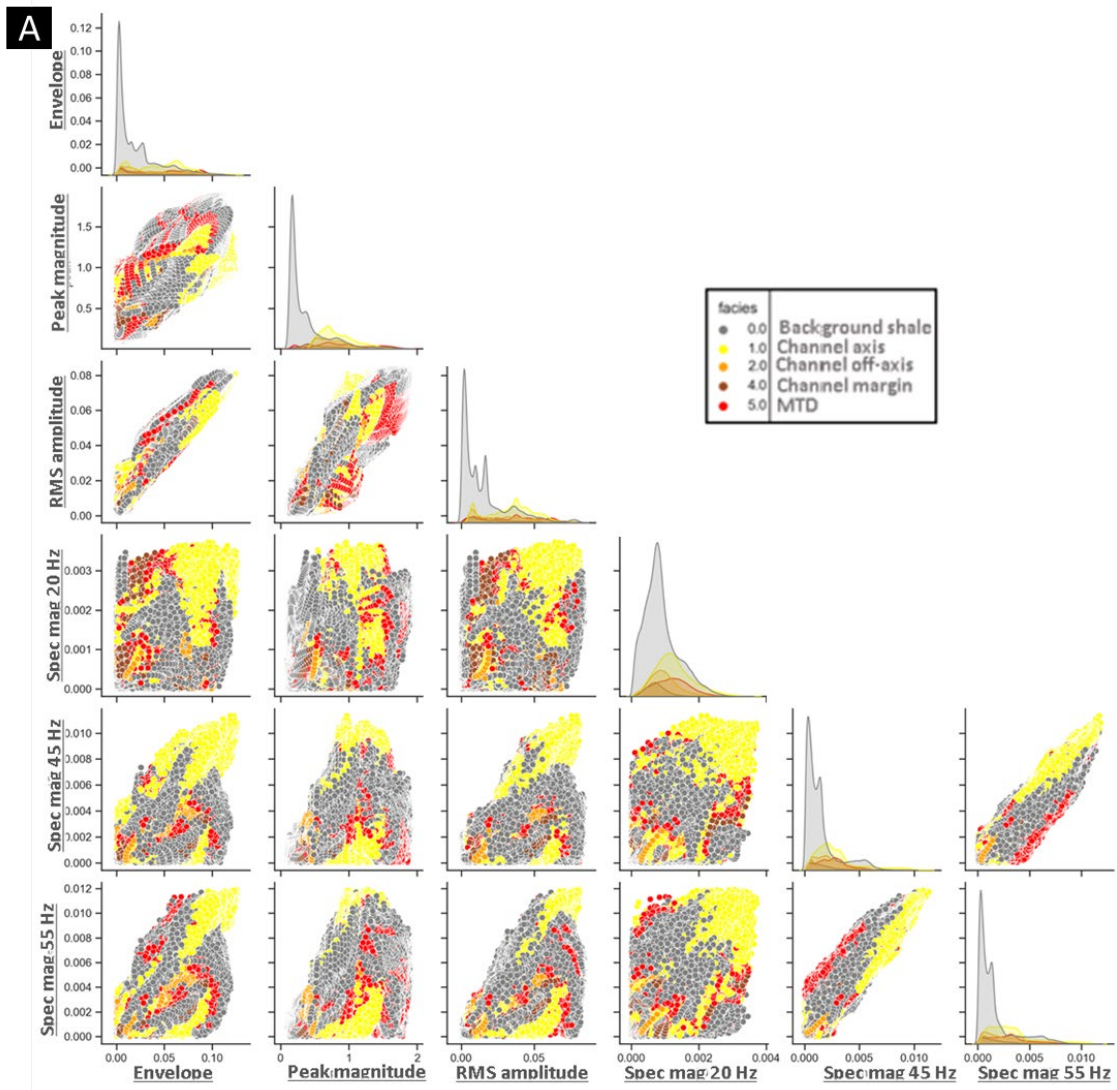 A
Envelope
0.12
0.10
0.08
0.06
0.04
0.02
0.00
Peak magnitude
1.5
1.0
0.5
facies
0.0 Background shale
1.0 Channel axis
2.0 Channel off-axis
4.0 Channel margin
5.0 MTD
RMS amplitude
0.08
0.06
0.04
0.02
0.00
Spec mag 20 Hz
0.003
0.002
0.001
0.000
Spec mag 45 Hz
0.010
0.008
0.006
0.004
0.002
0.000
Spec mag 55 Hz
0.012
0.010
0.008
0.006
0.004
0.002
0.000
0.00 0.05 0.10 0 1 2 0.00 0.05 0.000 0.002 0.004 0.000 0.005 0.010 0.000 0.005 0.010
Envelope Peak magnitude RMS amplitude Spec mag 20 Hz Spec mag 45 Hz Spec mag 55 Hz